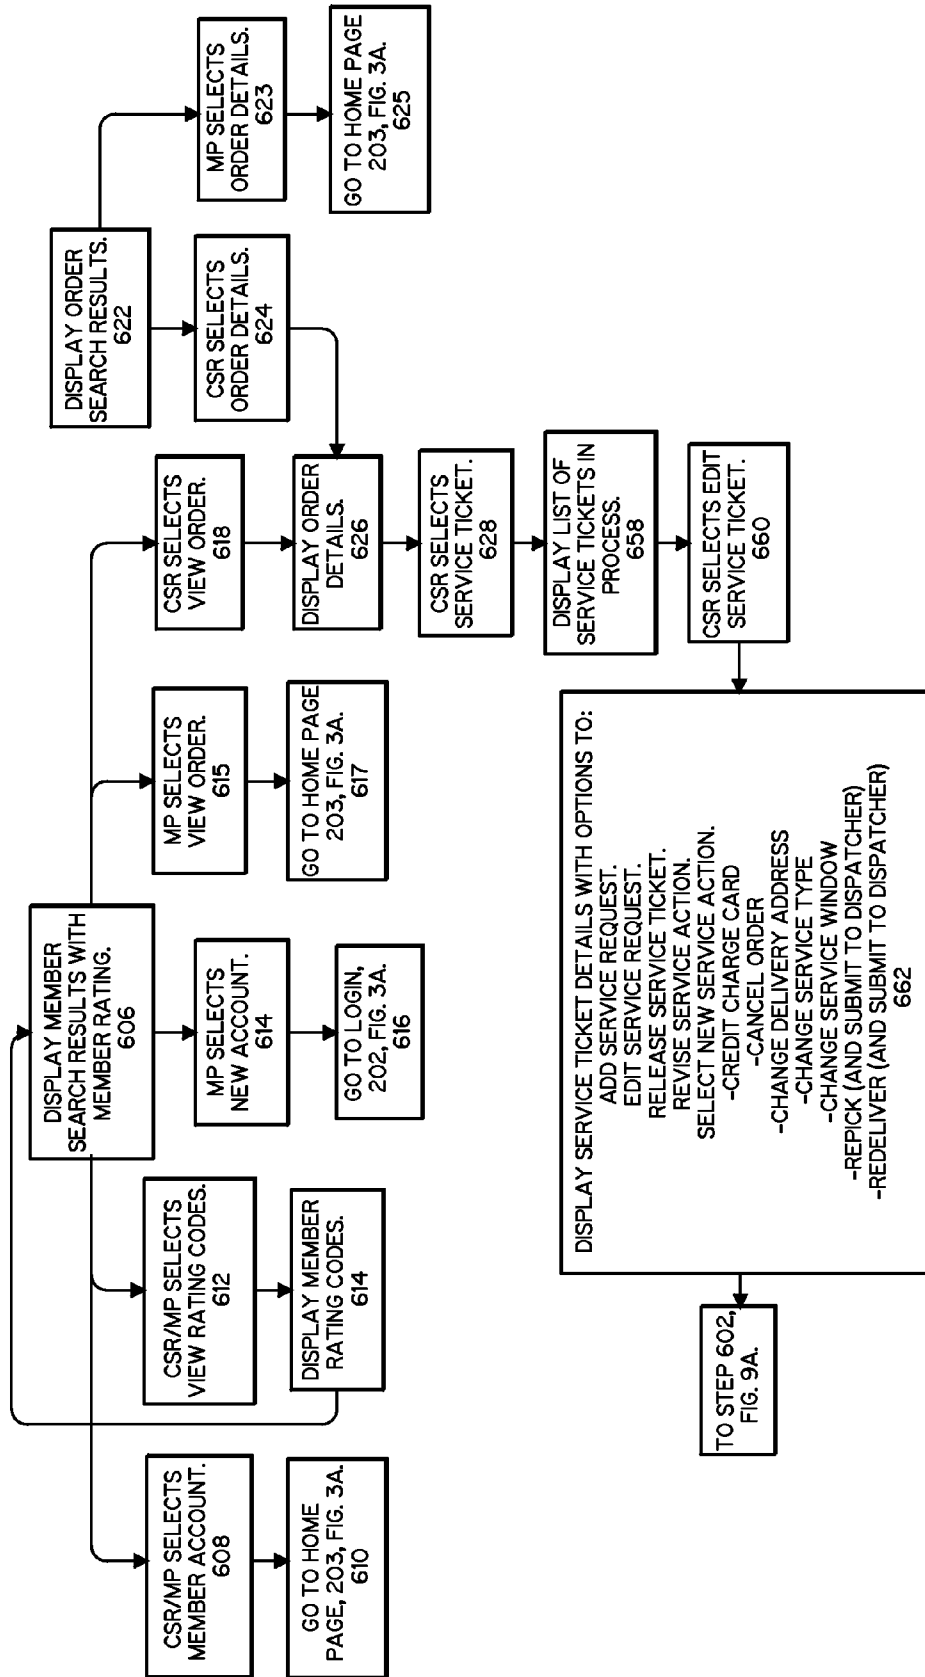 DISPLAY MEMBER
SEARCH RESULTS WITH
MEMBER RATING.
606
DISPLAY ORDER
SEARCH RESULTS.
622
CSR/MP SELECTS
MEMBER ACCOUNT.
608
CSR/MP SELECTS
VIEW RATING CODES.
612
MP SELECTS
NEW ACCOUNT.
614
MP SELECTS
VIEW ORDER.
615
CSR SELECTS
VIEW ORDER.
618
CSR SELECTS
ORDER DETAILS.
624
MP SELECTS
ORDER DETAILS.
623
GO TO HOME
PAGE, 203, FIG. 3A.
610
DISPLAY MEMBER
RATING CODES.
614
GO TO LOGIN,
202, FIG. 3A.
616
GO TO HOME PAGE
203, FIG. 3A.
617
DISPLAY ORDER
DETAILS.
626
GO TO HOME PAGE
203, FIG. 3A.
625
CSR SELECTS
SERVICE TICKET.
628
DISPLAY LIST OF
SERVICE TICKETS IN
PROCESS.
658
CSR SELECTS EDIT
SERVICE TICKET.
660
DISPLAY SERVICE TICKET DETAILS WITH OPTIONS TO:
ADD SERVICE REQUEST.
EDIT SERVICE REQUEST.
RELEASE SERVICE TICKET.
REVISE SERVICE ACTION.
SELECT NEW SERVICE ACTION.
-CREDIT CHARGE CARD
-CANCEL ORDER
-CHANGE DELIVERY ADDRESS
-CHANGE SERVICE TYPE
-CHANGE SERVICE WINDOW
-REPICK (AND SUBMIT TO DISPATCHER)
-REDELIVER (AND SUBMIT TO DISPATCHER)
662
TO STEP 602,
FIG. 9A.